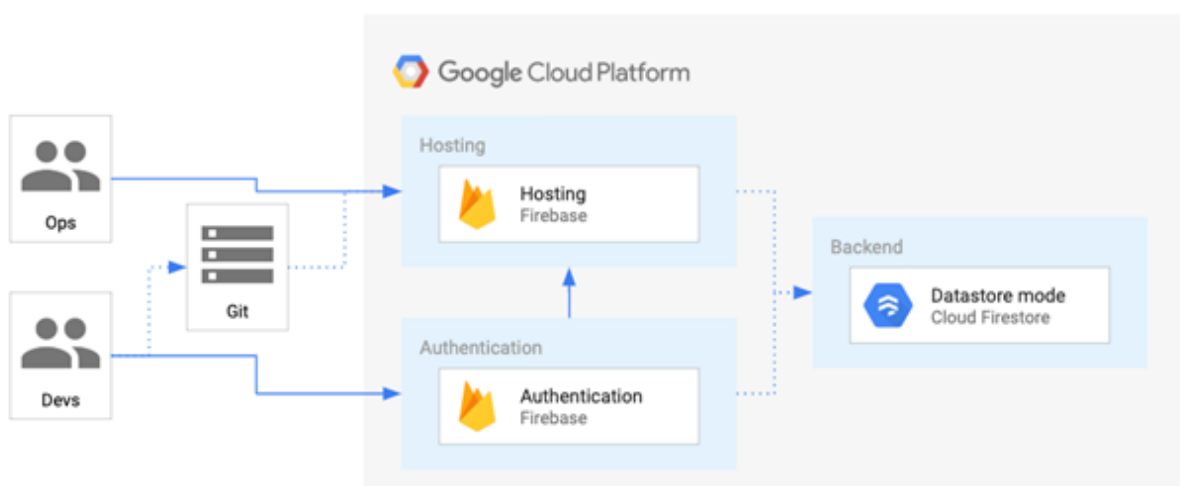 Google Cloud Platform
Ops
Git
Devs
Hosting
Hosting
Firebase
Authentication
Authentication
Firebase
Backend
Datastore mode
Cloud Firestore